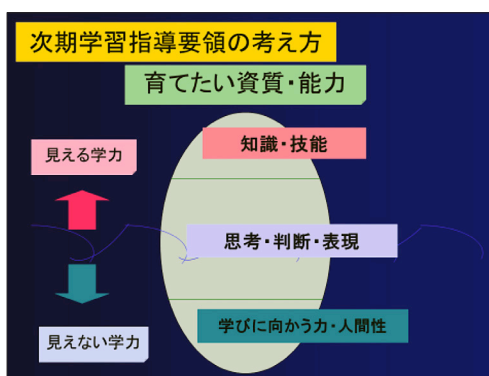 次期学習指導要領の考え方
育てたい資質・能力
知識・技能
見える学力
思考・判断・表現
学びに向かう力・人間性
見えない学力